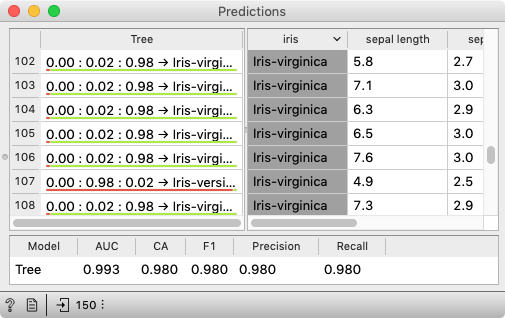 Predictions
Tree iris sepal length sep
102 0.00 : 0.02 : 0.98 → Iris-virgi... Iris-virginica 5.8 2.7
103 0.00 : 0.02 : 0.98 → Iris-virgi... Iris-virginica 7.1 3.0
104 0.00 : 0.02 : 0.98 → Iris-virgi... Iris-virginica 6.3 2.9
105 0.00 : 0.02 : 0.98 → Iris-virgi... Iris-virginica 6.5 3.0
106 0.00 : 0.02 : 0.98 → Iris-virgi... Iris-virginica 7.6 3.0
107 0.00 : 0.98 : 0.02 → Iris-versi... Iris-virginica 4.9 2.5
108 0.00 : 0.02 : 0.98 → Iris-virgi... Iris-virginica 7.3 2.9
Model AUC CA F1 Precision Recall
Tree 0.993 0.980 0.980 0.980 0.980
? 150